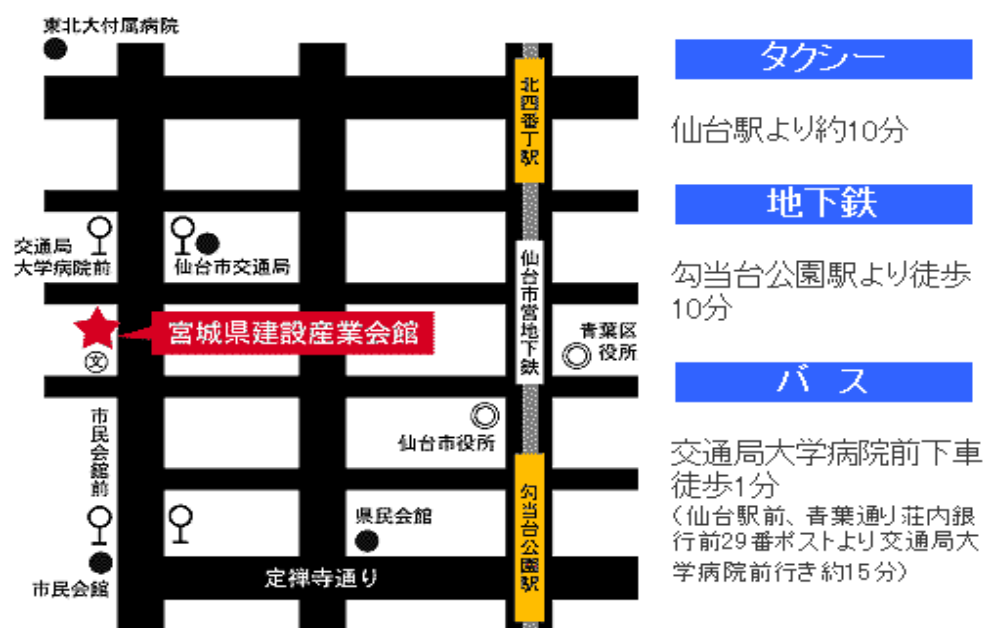 東北大付属病院
北四番丁駅
交通局
大学病院前
仙台市交通局
仙台市営地下鉄
宮城県建設産業会館
文
青葉区
役所
市民会館前
仙台市役所
県民会館
勾当台公園駅
市民会館
定禅寺通り
タクシー
仙台駅より約10分
地下鉄
勾当台公園駅より徒歩
10分
バス
交通局大学病院前下車
徒歩1分
(仙台駅前、青葉通り荘内銀
行前29番ポストより交通局大
学病院前行き約15分)